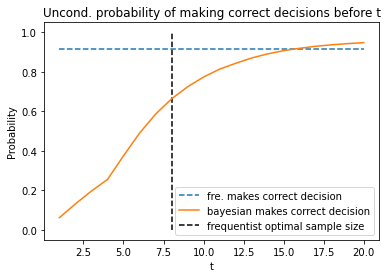 Uncond. probability of making correct decisions before t
1.0
0.8
0.6
0.4
0.2
0.0
Probability
fre. makes correct decision
bayesian makes correct decision
frequentist optimal sample size
2.5 5.0 7.5 10.0 12.5 15.0 17.5 20.0
t